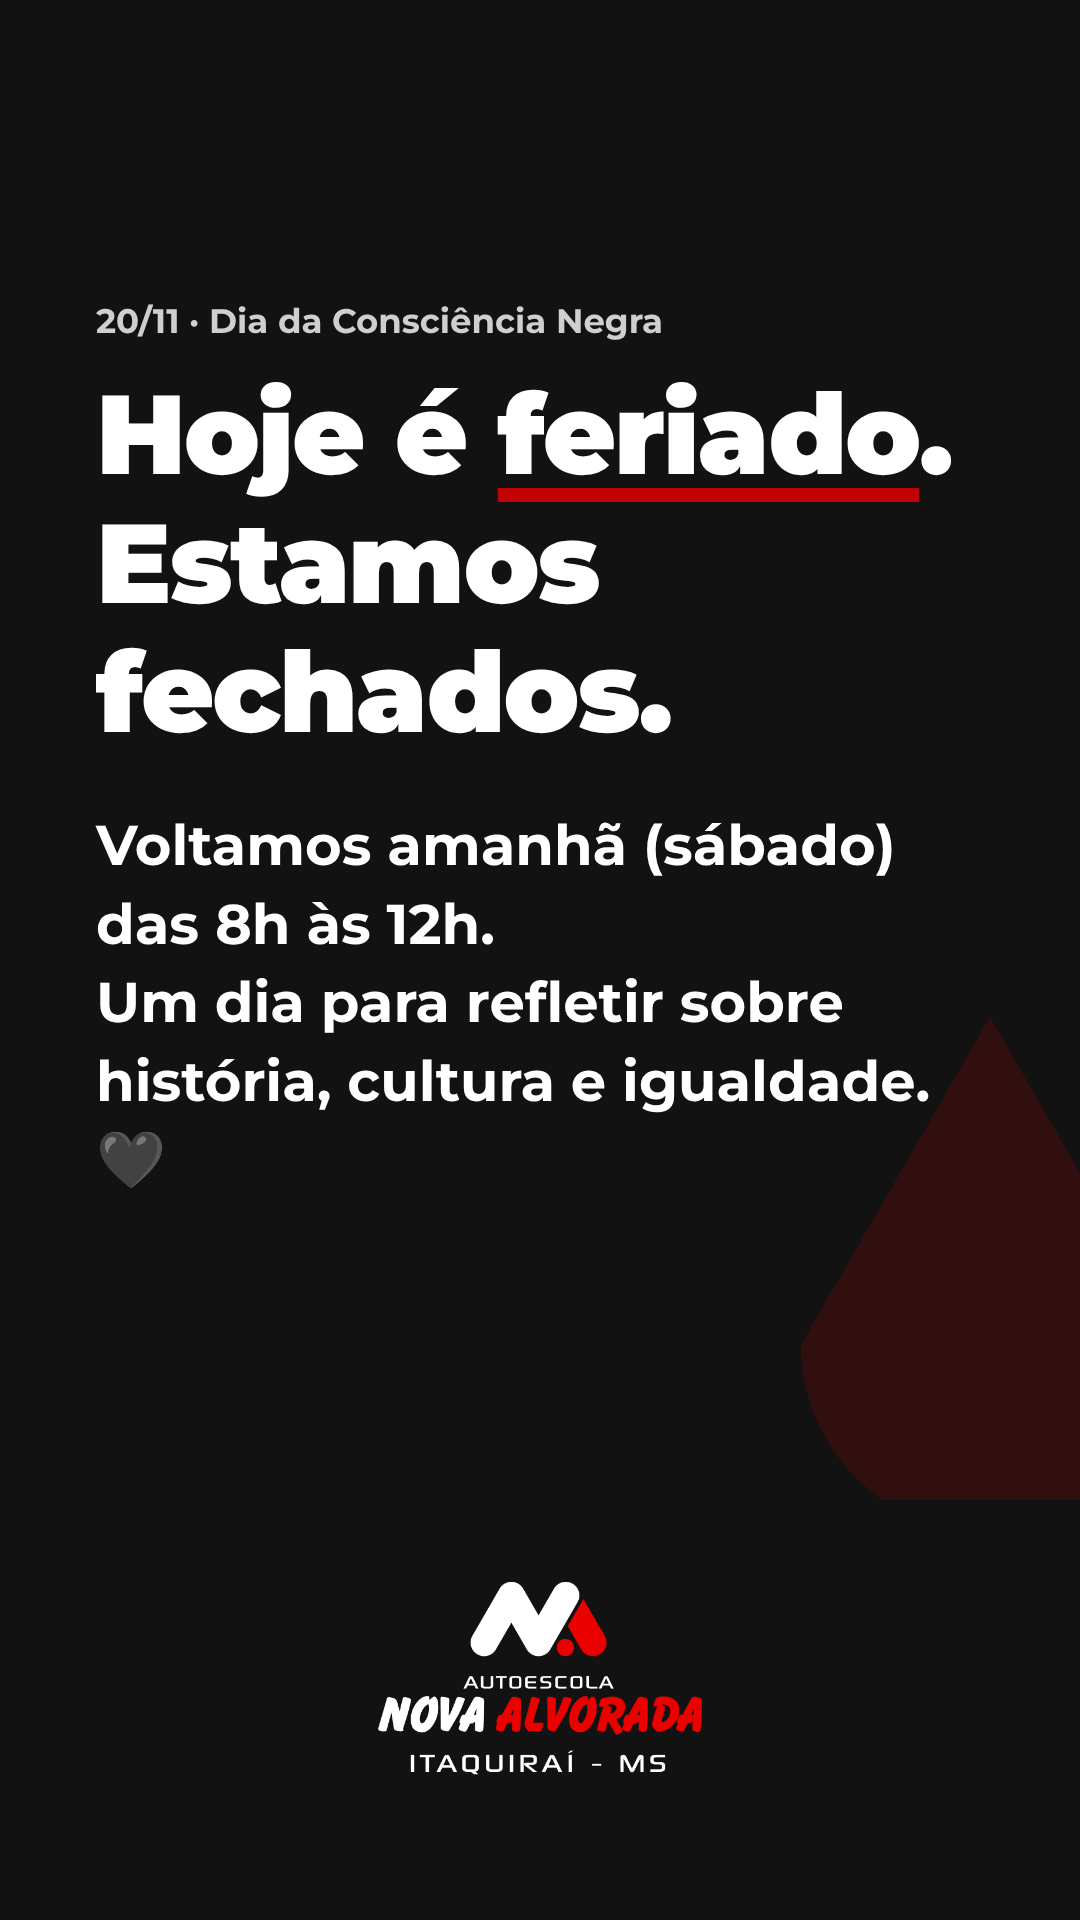 20/11 · Dia da Consciência Negra
Hoje é feriado.
Estamos
fechados.
Voltamos amanhã (sábado)
das 8h às 12h.
Um dia para refletir sobre
história, cultura e igualdade.
🖤
AUTOESCOLA
NOVA ALVORADA
ITAQUIRAÍ - MS